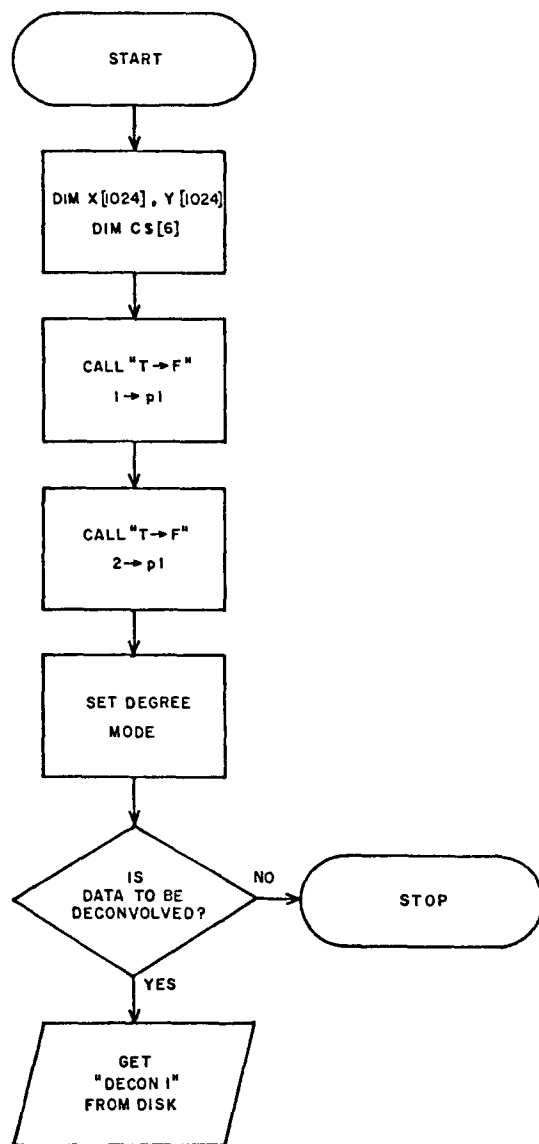 START
DIM X[1024], Y[1024]
DIM C$[6]
CALL "T→F"
1→p1
CALL "T→F"
2→p1
SET DEGREE
MODE
IS
DATA TO BE
DECONVOLVED?
NO
STOP
YES
GET
"DECON 1"
FROM DISK